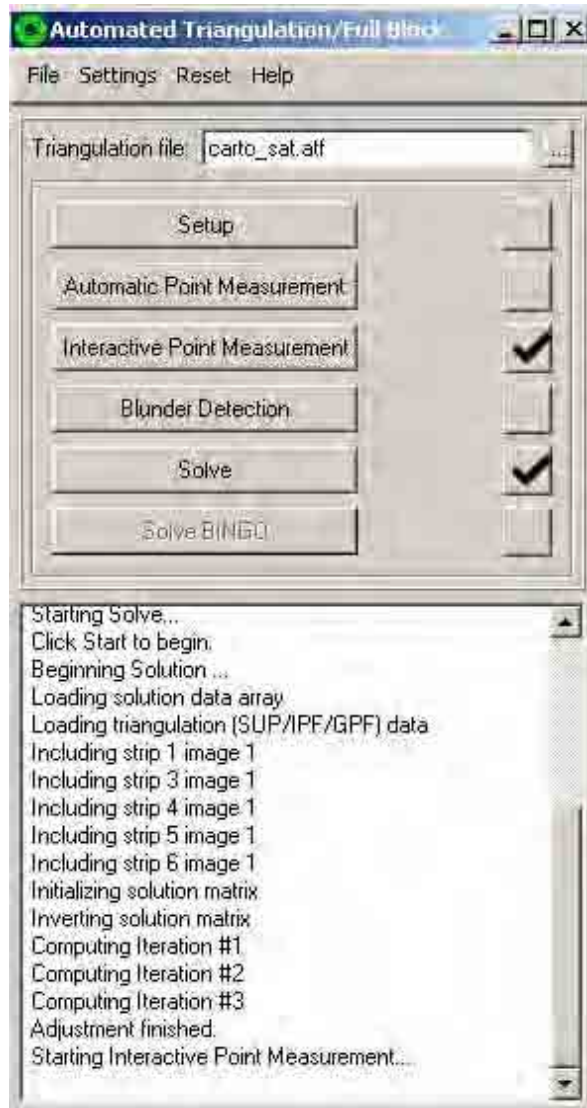 Automated Triangulation/Full Block
File Settings Reset Help
Triangulation file: carto_sat.atf ...
Setup
Automatic Point Measurement
Interactive Point Measurement
Blunder Detection
Solve
Solve BINGO
Starting Solve...
Click Start to begin.
Beginning Solution ...
Loading solution data array
Loading triangulation (SUP/IPF/GPF) data
Including strip 1 image 1
Including strip 3 image 1
Including strip 4 image 1
Including strip 5 image 1
Including strip 6 image 1
Initializing solution matrix
Inverting solution matrix
Computing Iteration #1
Computing Iteration #2
Computing Iteration #3
Adjustment finished.
Starting Interactive Point Measurement...